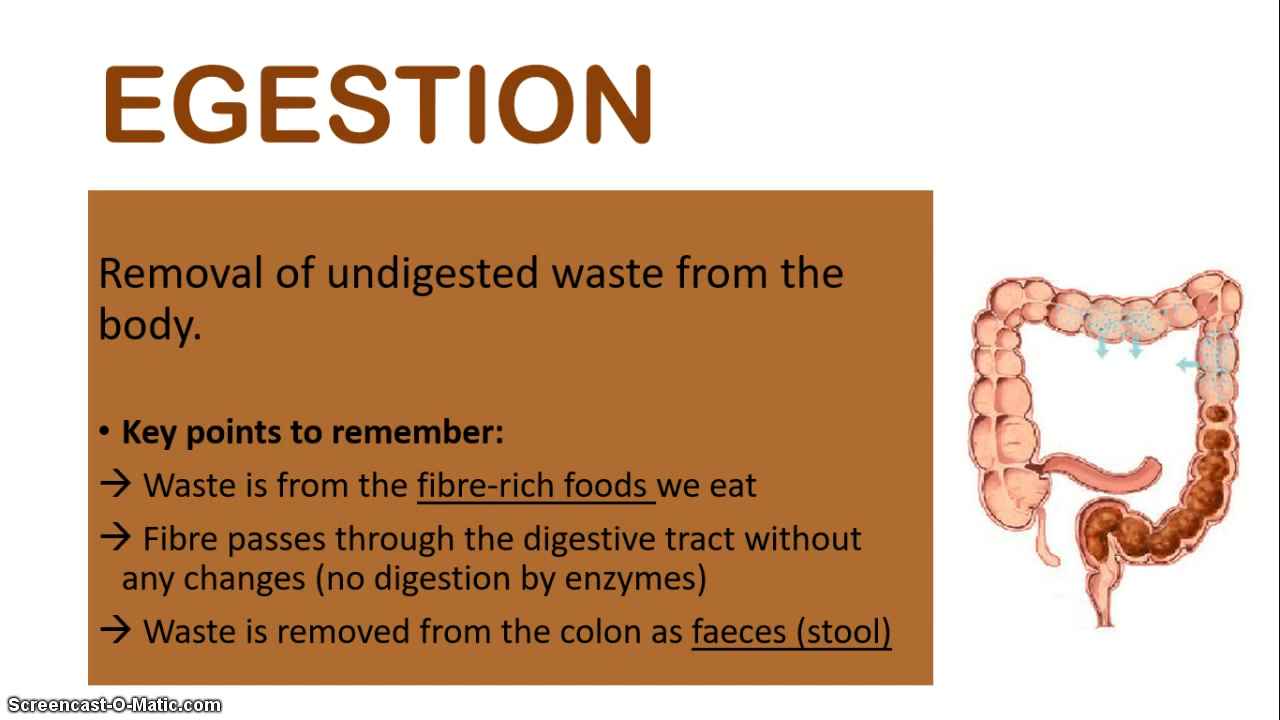 EGESTION
Removal of undigested waste from the
body.
• Key points to remember:
→ Waste is from the fibre-rich foods we eat
→ Fibre passes through the digestive tract without
any changes (no digestion by enzymes)
→ Waste is removed from the colon as faeces (stool)
Screencast-O-Matic.com